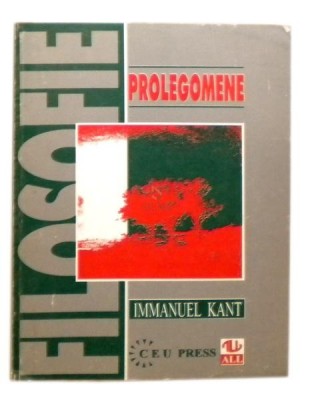 FILOSOFIE
PROLEGOMENE
IMMANUEL KANT
CEU PRESS
ALL